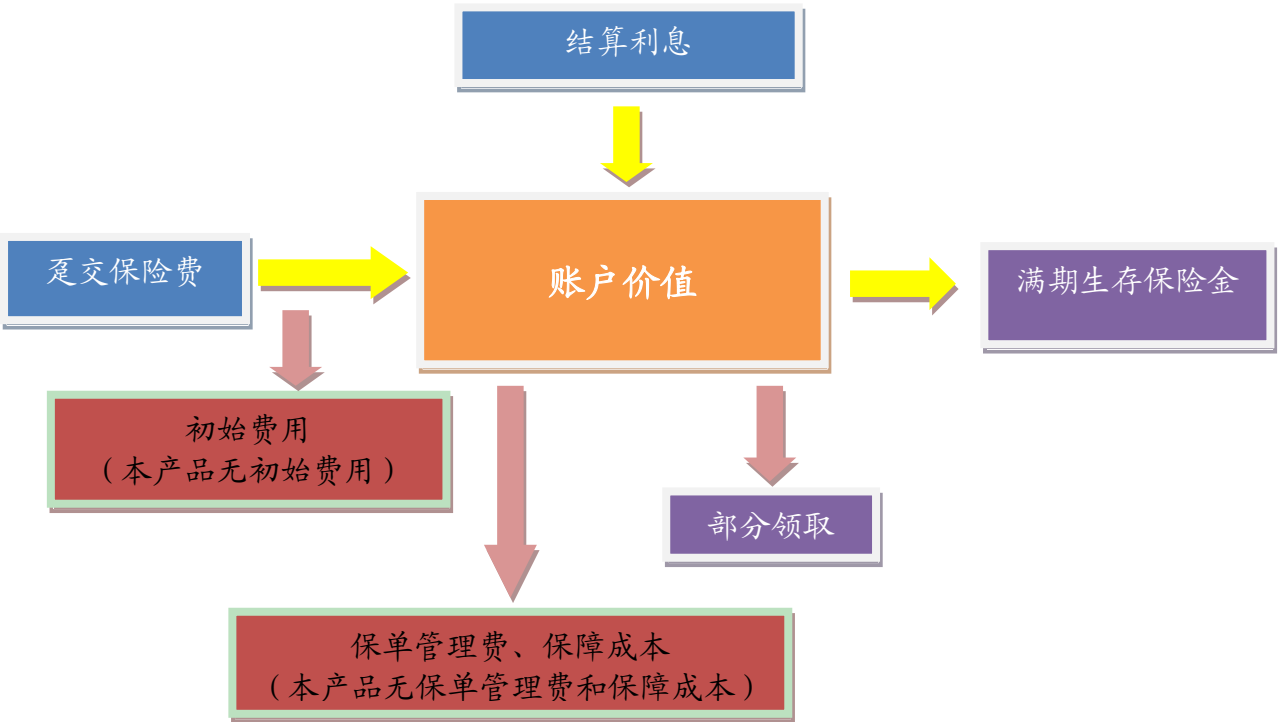 结算利息
趸交保险费
账户价值
满期生存保险金
初始费用
（本产品无初始费用）
部分领取
保单管理费、保障成本
（本产品无保单管理费和保障成本）